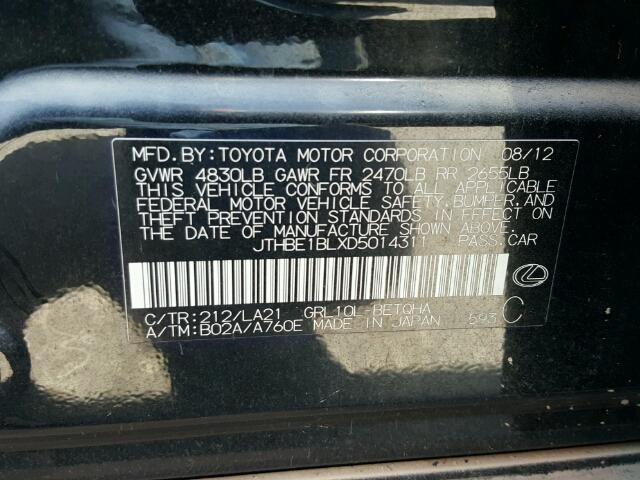 MFD.BY:TOYOTA MOTOR CORPORATION 08/12
GVWR 4830LB GAWR FR 2470LB RR 2655LB
THIS VEHICLE CONFORMS TO ALL APPLICABLE
FEDERAL MOTOR VEHICLE SAFETY,BUMPER,AND
THEFT PREVENTION STANDARDS IN EFFECT ON
THE DATE OF MANUFACTURE SHOWN ABOVE.
JTHBE1BLXD5014311 PASS.CAR
C/TR:212/LA21 GRL10L-BETQHA
A/TM:B02A/A760E MADE IN JAPAN 593 C